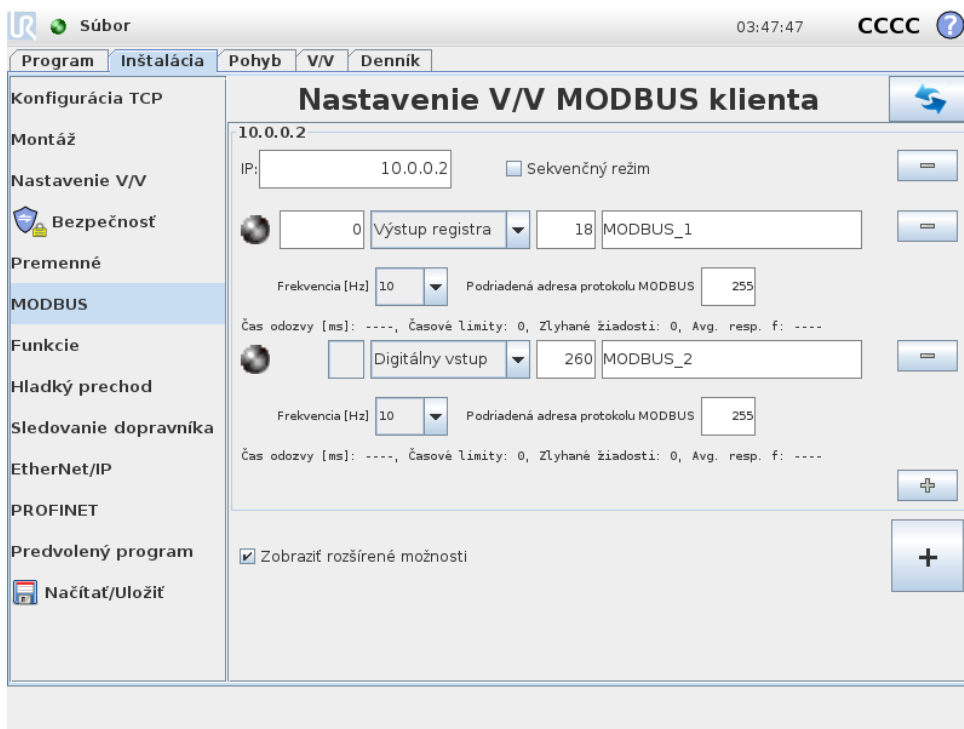 UR Súbor 03:47:47 CCCC ?
Program Inštalácia Pohyb V/V Denník
Konfigurácia TCP
Montáž
Nastavenie V/V
Bezpečnosť
Premenné
MODBUS
Funkcie
Hladký prechod
Sledovanie dopravníka
EtherNet/IP
PROFINET
Predvolený program
Načítať/Uložiť
Nastavenie V/V MODBUS klienta
10.0.0.2
IP: 10.0.0.2 Sekvenčný režim
0 Výstup registra 18 MODBUS_1
Frekvencia [Hz] 10 Podriadená adresa protokolu MODBUS 255
Čas odozvy [ms]: ----, Časové limity: 0, Zlyhané žiadosti: 0, Avg. resp. f: ----
Digitálny vstup 260 MODBUS_2
Frekvencia [Hz] 10 Podriadená adresa protokolu MODBUS 255
Čas odozvy [ms]: ----, Časové limity: 0, Zlyhané žiadosti: 0, Avg. resp. f: ----
Zobraziť rozšírené možnosti